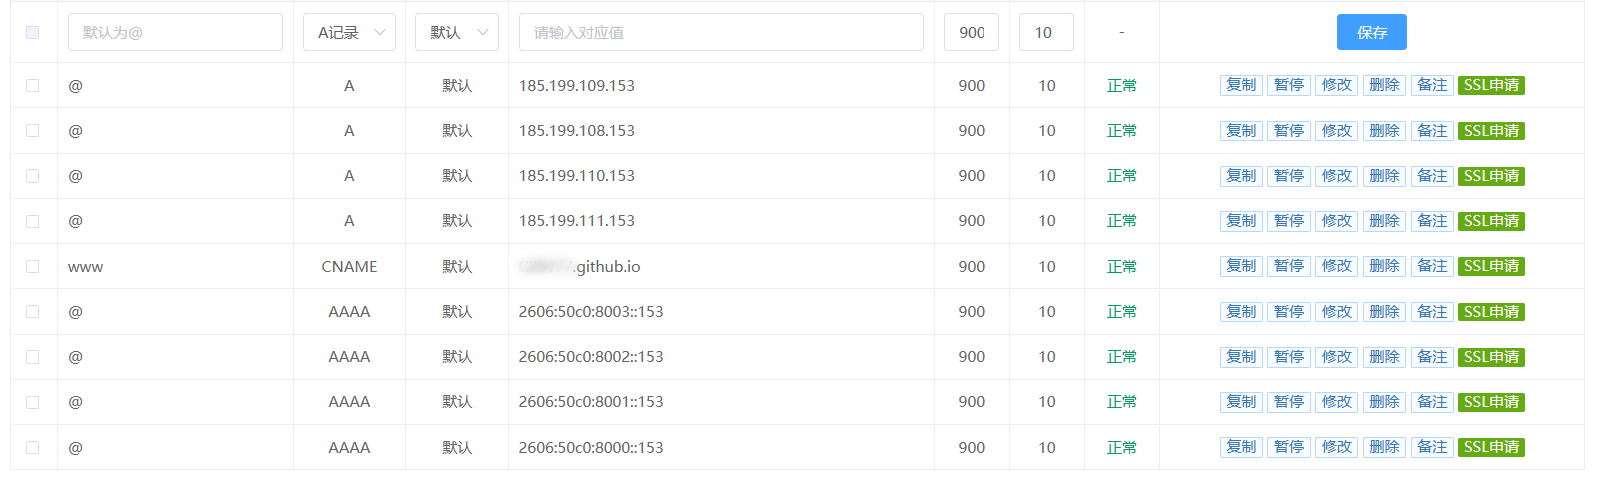 默认为@ A记录 默认 请输入对应值 900 10 - 保存
@ A 默认 185.199.109.153 900 10 正常 复制 暂停 修改 删除 备注 SSL申请
@ A 默认 185.199.108.153 900 10 正常 复制 暂停 修改 删除 备注 SSL申请
@ A 默认 185.199.110.153 900 10 正常 复制 暂停 修改 删除 备注 SSL申请
@ A 默认 185.199.111.153 900 10 正常 复制 暂停 修改 删除 备注 SSL申请
www CNAME 默认 .github.io 900 10 正常 复制 暂停 修改 删除 备注 SSL申请
@ AAAA 默认 2606:50c0:8003::153 900 10 正常 复制 暂停 修改 删除 备注 SSL申请
@ AAAA 默认 2606:50c0:8002::153 900 10 正常 复制 暂停 修改 删除 备注 SSL申请
@ AAAA 默认 2606:50c0:8001::153 900 10 正常 复制 暂停 修改 删除 备注 SSL申请
@ AAAA 默认 2606:50c0:8000::153 900 10 正常 复制 暂停 修改 删除 备注 SSL申请